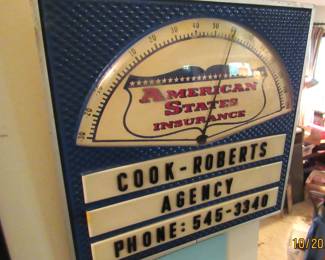 AMERICAN
STATES
INSURANCE
COOK-ROBERTS
AGENCY
PHONE: 545-3340
10/20